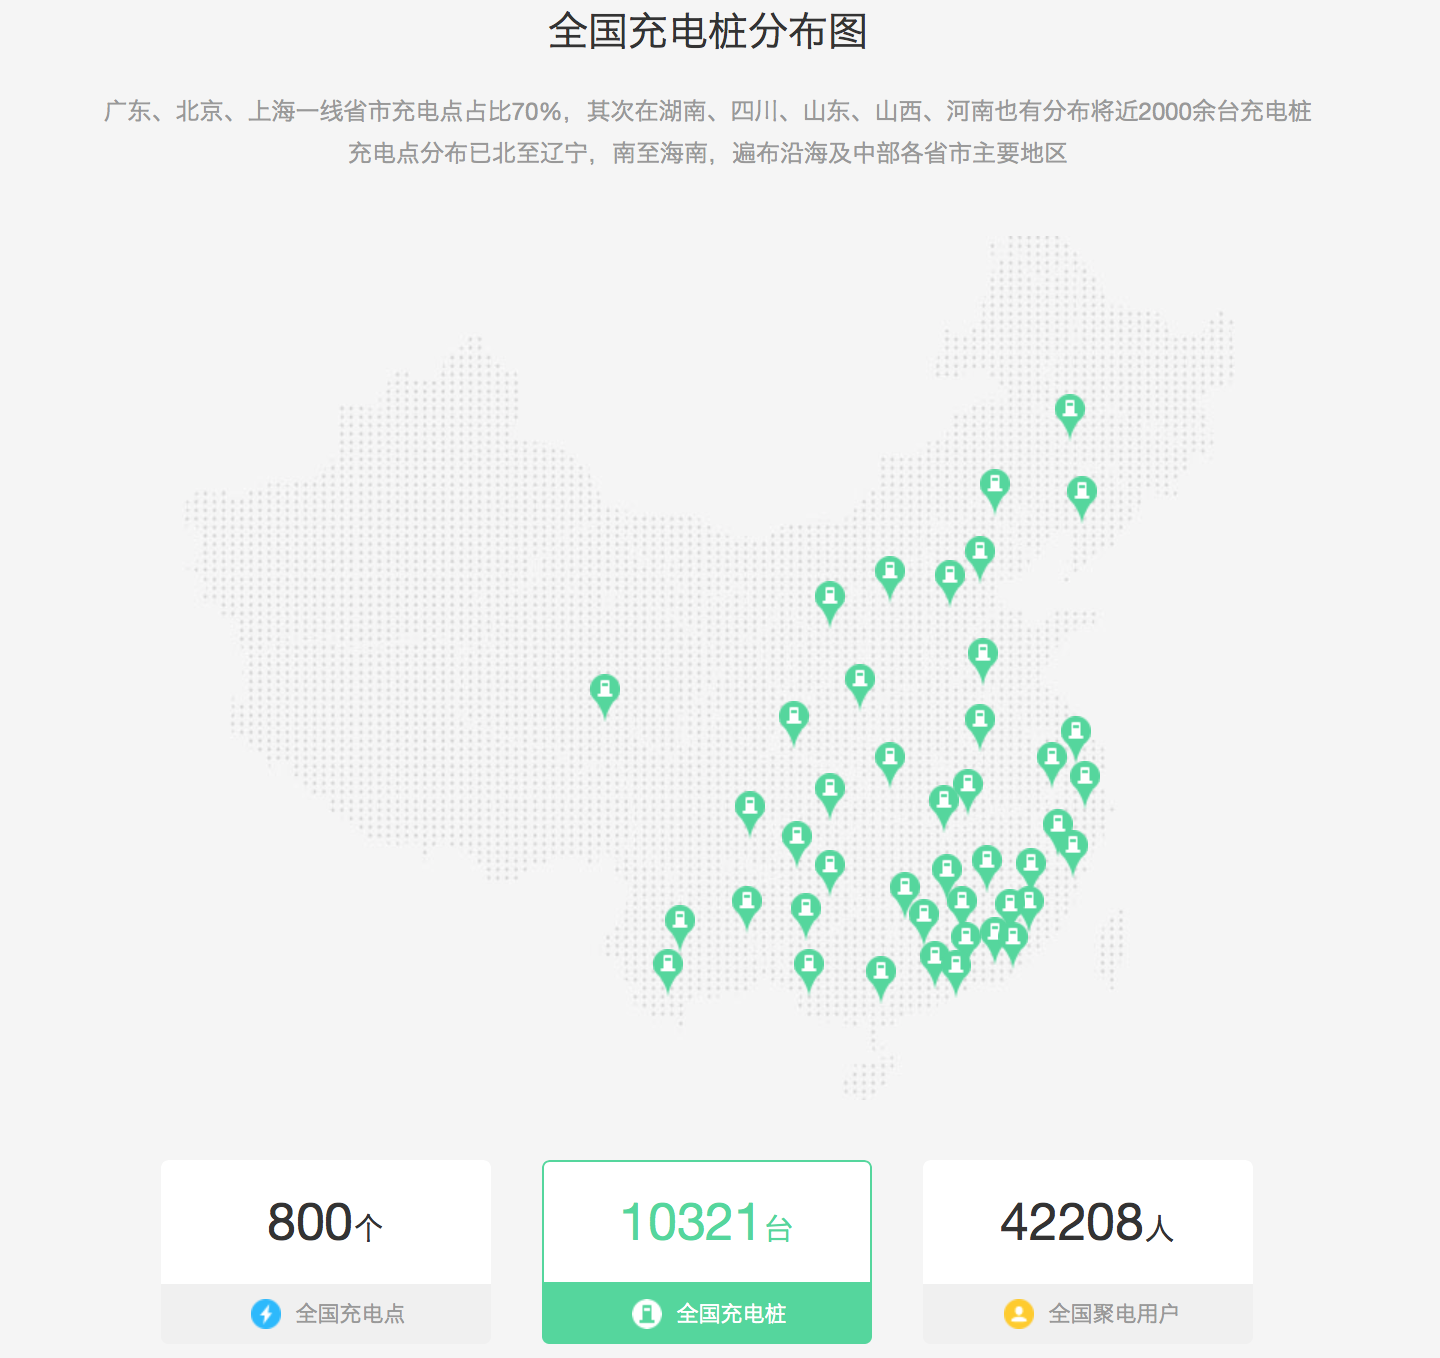 全国充电桩分布图
广东、北京、上海一线省市充电点占比70%，其次在湖南、四川、山东、山西、河南也有分布将近2000余台充电桩
充电点分布已北至辽宁，南至海南，遍布沿海及中部各省市主要地区
800个
全国充电点
10321台
全国充电桩
42208人
全国聚电用户